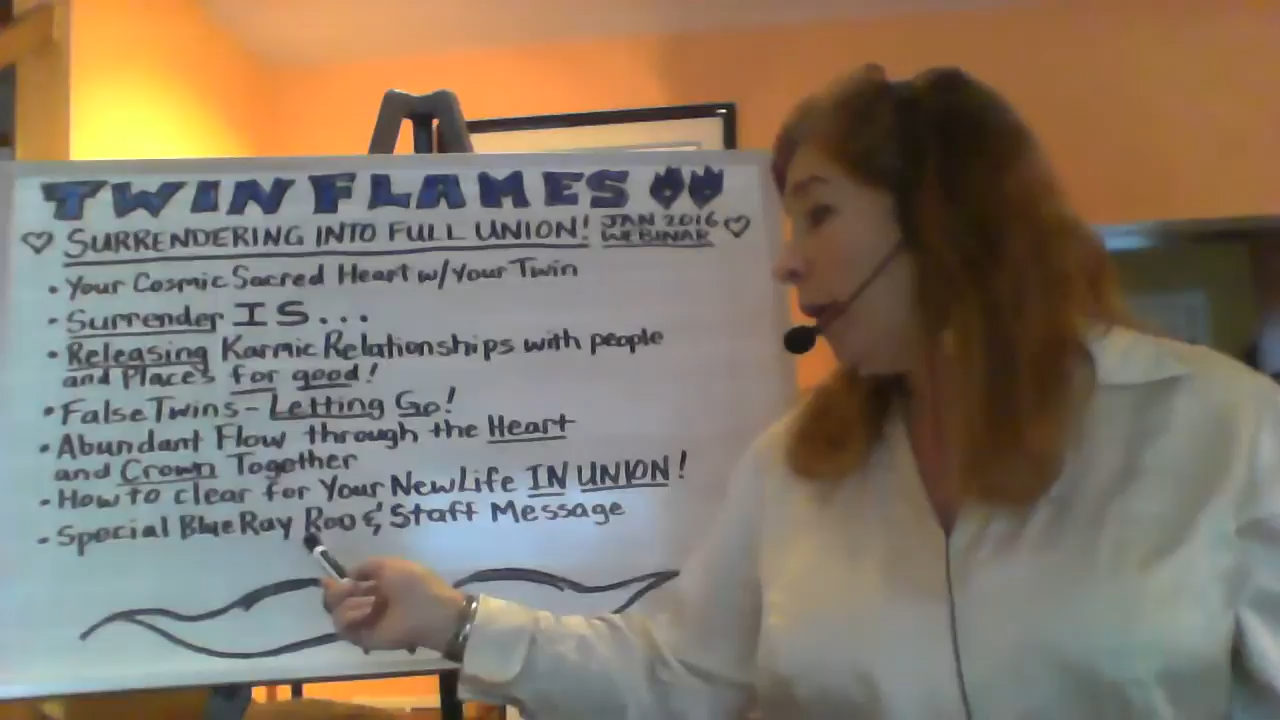 TWIN FLAMES
SURRENDERING INTO FULL UNION! JAN 2016 WEBINAR
• Your Cosmic Sacred Heart w/Your Twin
• Surrender IS...
• Releasing Karmic Relationships with people
and Places for good!
• False Twins - Letting Go!
• Abundant Flow through the Heart
and Crown Together
• How to clear for Your New Life IN UNION!
• Special Blue Ray Roo & Staff Message